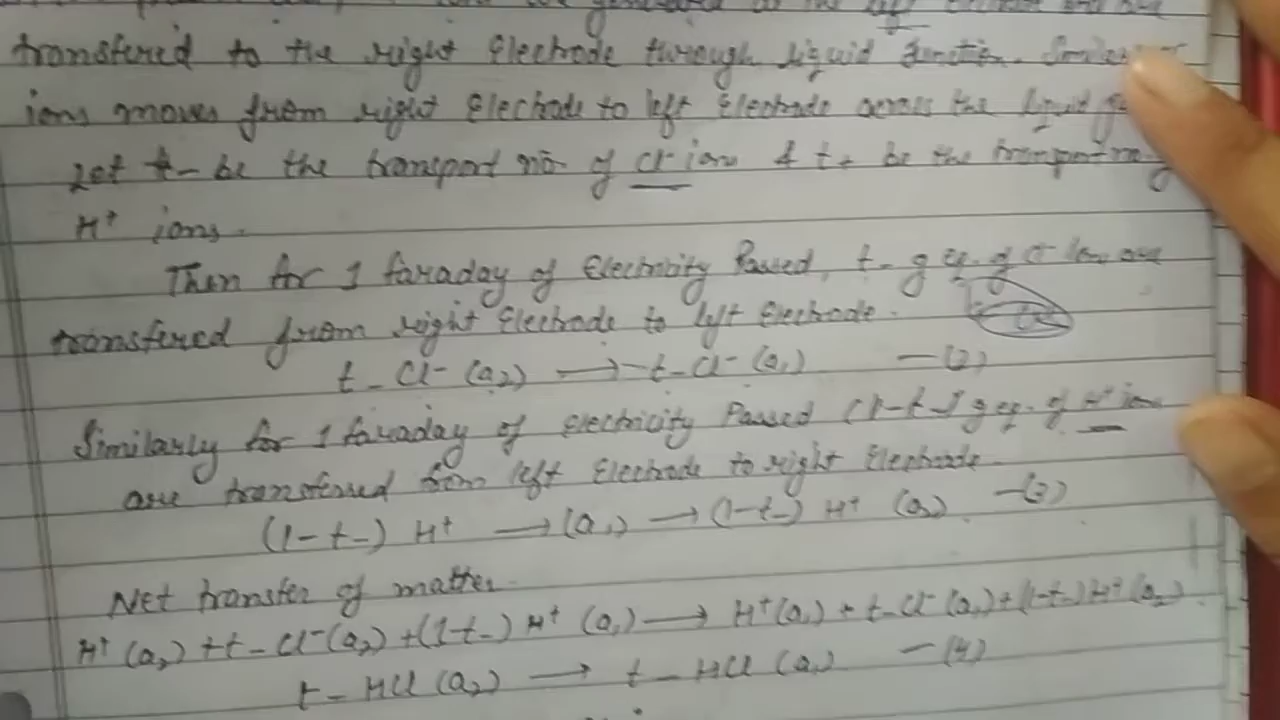 transfered to the right Electrode through liquid Junction.
ions moves from right Electrode to left Electrode across the liquid
Let t- be the transport no of Cl- ions & t+ be the transport no of
H+ ions.
Then for 1 faraday of Electricity Passed, t- g eq. of Cl- ions are
transfered from right Electrode to left Electrode.
t- Cl- (a2) → t- Cl- (a1) —(2)
Similarly for 1 faraday of Electricity Passed (1-t-) g eq. of H+ ions
are transferred from left Electrode to right Electrode
(1-t-) H+ → (a1) → (1-t-) H+ (a2) —(3)
Net transfer of matter.
H+ (a2) + t- Cl- (a2) + (1-t-) H+ (a1) → H+ (a1) + t- Cl- (a1) + (1-t-) H+ (a2)
t- HCl (a2) → t- HCl (a1) —(4)